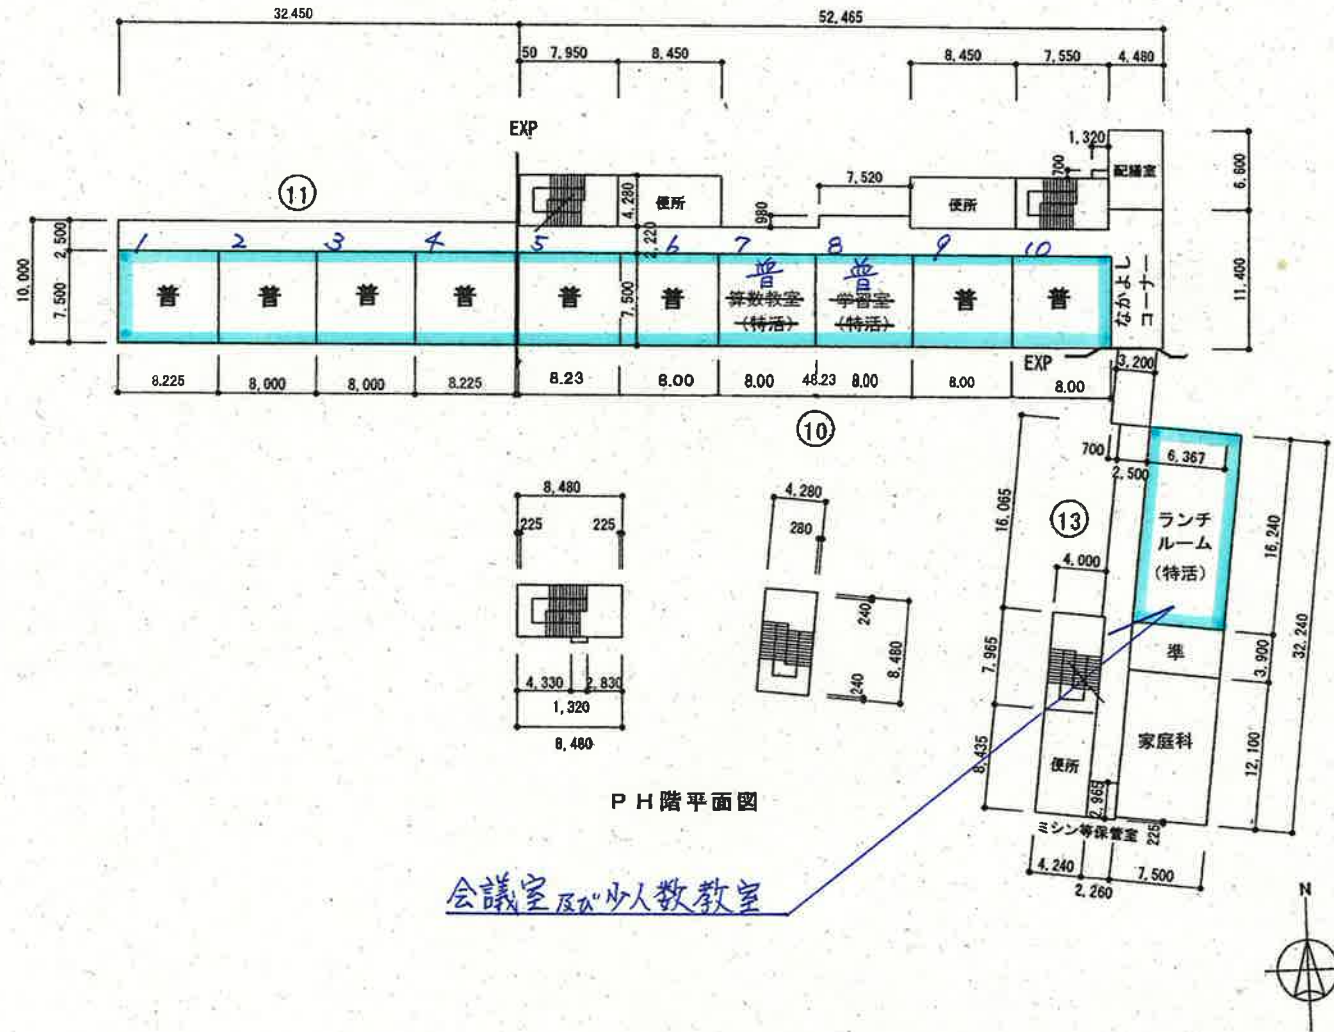 32.450
52,465
50 7,950
8,450
8,450
7,550
4,480
EXP
1,320
700
配膳室
6,600
⑪
4,280
便所
7,520
980
便所
2,220
10,000
2,500
7,500
1 2 3 4 5 6 7 8 9 10
普 普 普 普 普 普 普 普 普 普
算数教室
(特活)
学習室
(特活)
7,500
なかよし
コーナー
11,400
EXP
3,200
8.225 8,000 8,000 8.225 8.23 8.00 8.00 48.23 8.00 8.00 8.00
⑩
700
2,500
6,367
8,480
225 225
4,280
280
16,065
⑬
4,000
ランチ
ルーム
(特活)
16,240
32,240
240
8,480
240
7,965
準
3,900
4,330
2,830
1,320
8,480
8,435
家庭科
12,100
便所
2,965
PH階平面図
ミシン等保管室
225
4,240
2,260
7,500
会議室及び少人数教室
N